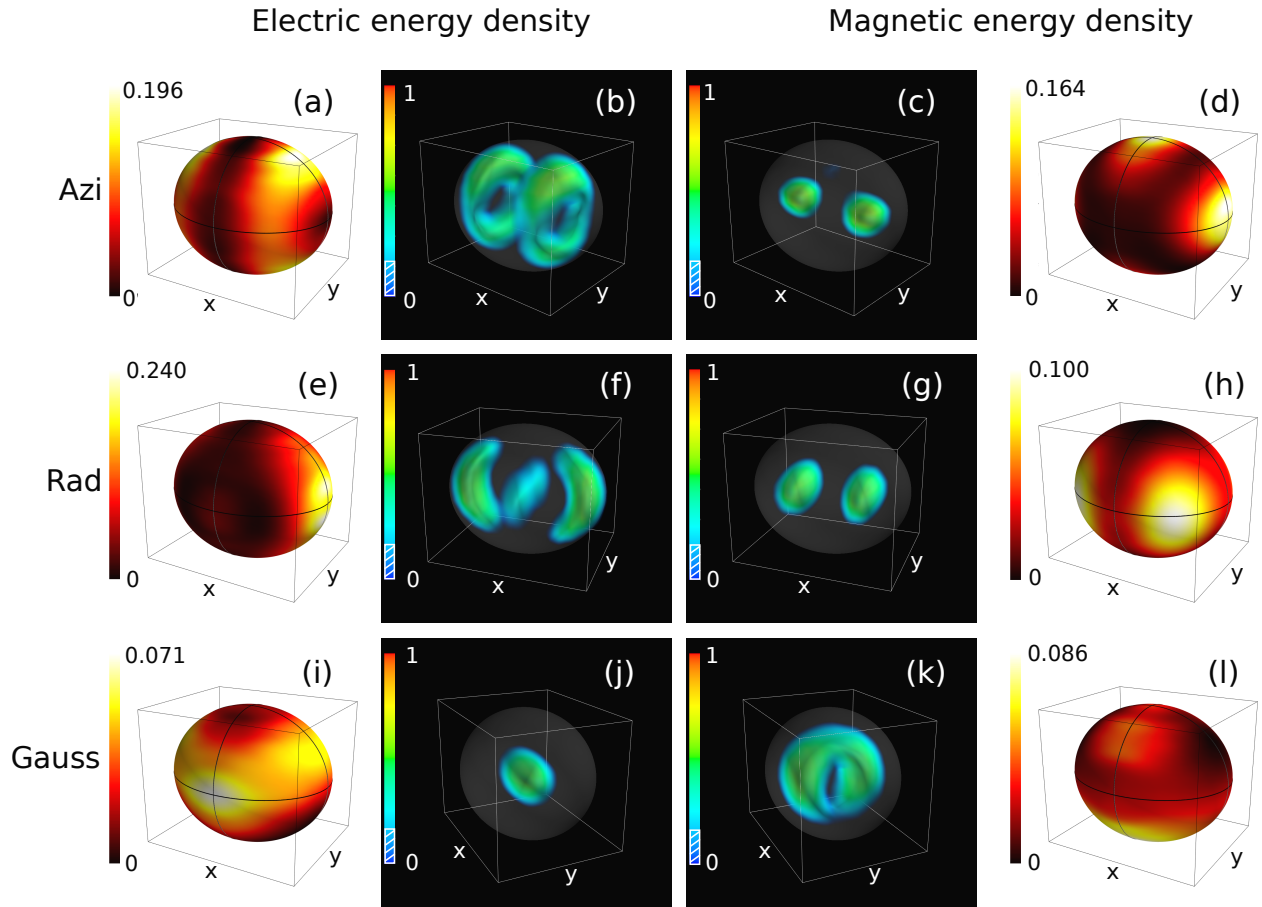 Electric energy density Magnetic energy density
0.196 (a) 1 (b) 1 (c) 0.164 (d)
Azi
0 x y 0 x y 0 x y 0 x y
0.240 (e) 1 (f) 1 (g) 0.100 (h)
Rad
0 x y 0 x y 0 x y 0 x y
0.071 (i) 1 (j) 1 (k) 0.086 (l)
Gauss
0 x y 0 x y 0 x y 0 x y